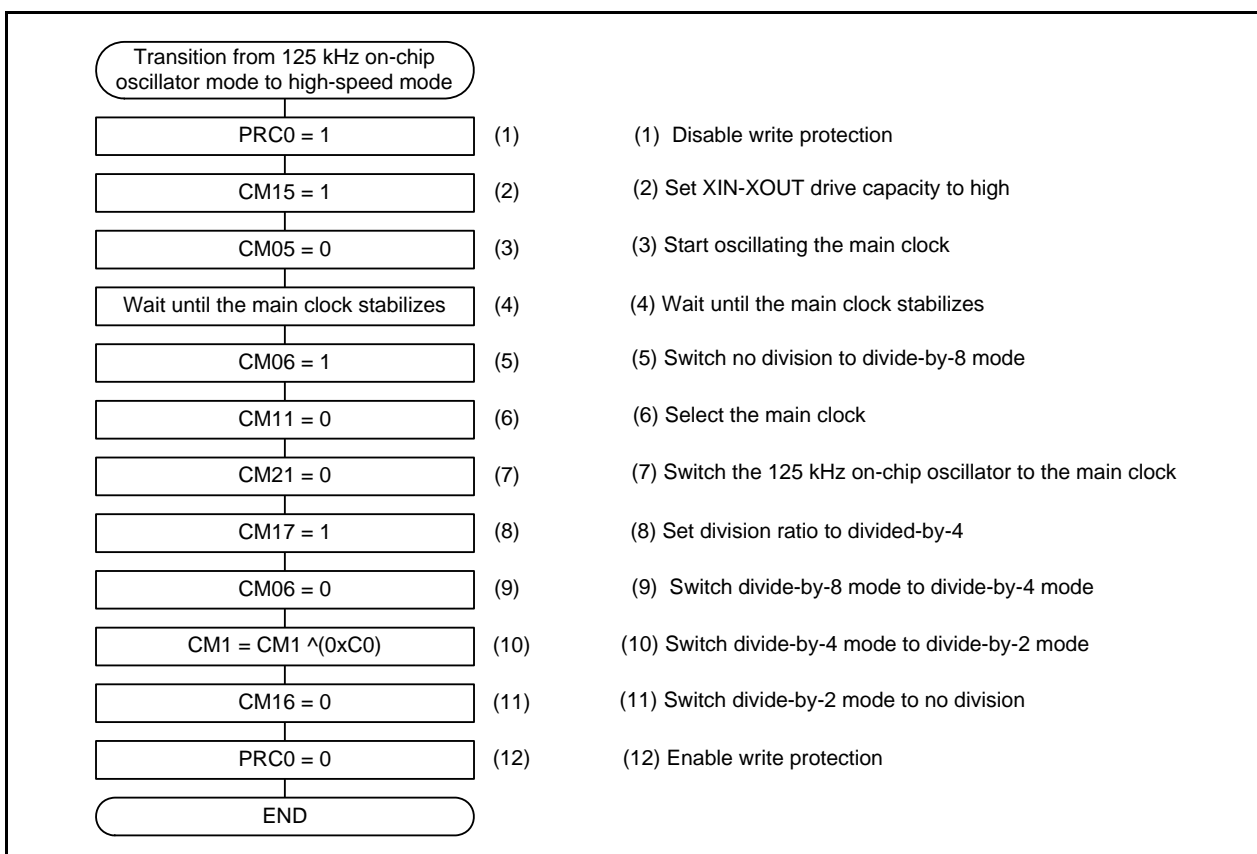 Transition from 125 kHz on-chip
oscillator mode to high-speed mode
PRC0 = 1 (1) (1) Disable write protection
CM15 = 1 (2) (2) Set XIN-XOUT drive capacity to high
CM05 = 0 (3) (3) Start oscillating the main clock
Wait until the main clock stabilizes (4) (4) Wait until the main clock stabilizes
CM06 = 1 (5) (5) Switch no division to divide-by-8 mode
CM11 = 0 (6) (6) Select the main clock
CM21 = 0 (7) (7) Switch the 125 kHz on-chip oscillator to the main clock
CM17 = 1 (8) (8) Set division ratio to divided-by-4
CM06 = 0 (9) (9) Switch divide-by-8 mode to divide-by-4 mode
CM1 = CM1 ^(0xC0) (10) (10) Switch divide-by-4 mode to divide-by-2 mode
CM16 = 0 (11) (11) Switch divide-by-2 mode to no division
PRC0 = 0 (12) (12) Enable write protection
END